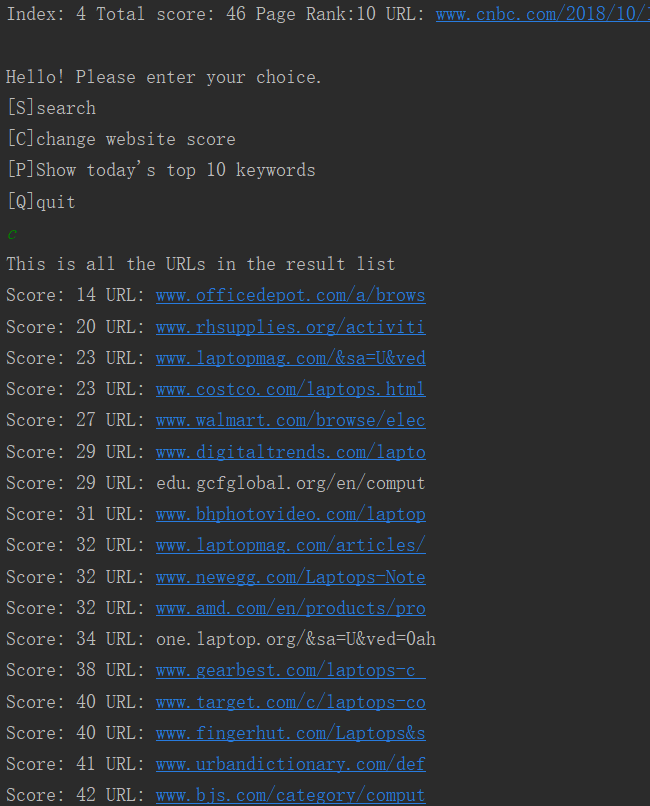 Index: 4 Total score: 46 Page Rank:10 URL: www.cnbc.com/2018/10/
Hello! Please enter your choice.
[S]search
[C]change website score
[P]Show today's top 10 keywords
[Q]quit
c
This is all the URLs in the result list
Score: 14 URL: www.officedepot.com/a/brows
Score: 20 URL: www.rhsupplies.org/activiti
Score: 23 URL: www.laptopmag.com/&sa=U&ved
Score: 23 URL: www.costco.com/laptops.html
Score: 27 URL: www.walmart.com/browse/elec
Score: 29 URL: www.digitaltrends.com/lapto
Score: 29 URL: edu.gcfglobal.org/en/comput
Score: 31 URL: www.bhphotovideo.com/laptop
Score: 32 URL: www.laptopmag.com/articles/
Score: 32 URL: www.newegg.com/Laptops-Note
Score: 32 URL: www.amd.com/en/products/pro
Score: 34 URL: one.laptop.org/&sa=U&ved=0ah
Score: 38 URL: www.gearbest.com/laptops-c_
Score: 40 URL: www.target.com/c/laptops-co
Score: 40 URL: www.fingerhut.com/Laptops&s
Score: 41 URL: www.urbandictionary.com/def
Score: 42 URL: www.bjs.com/category/comput